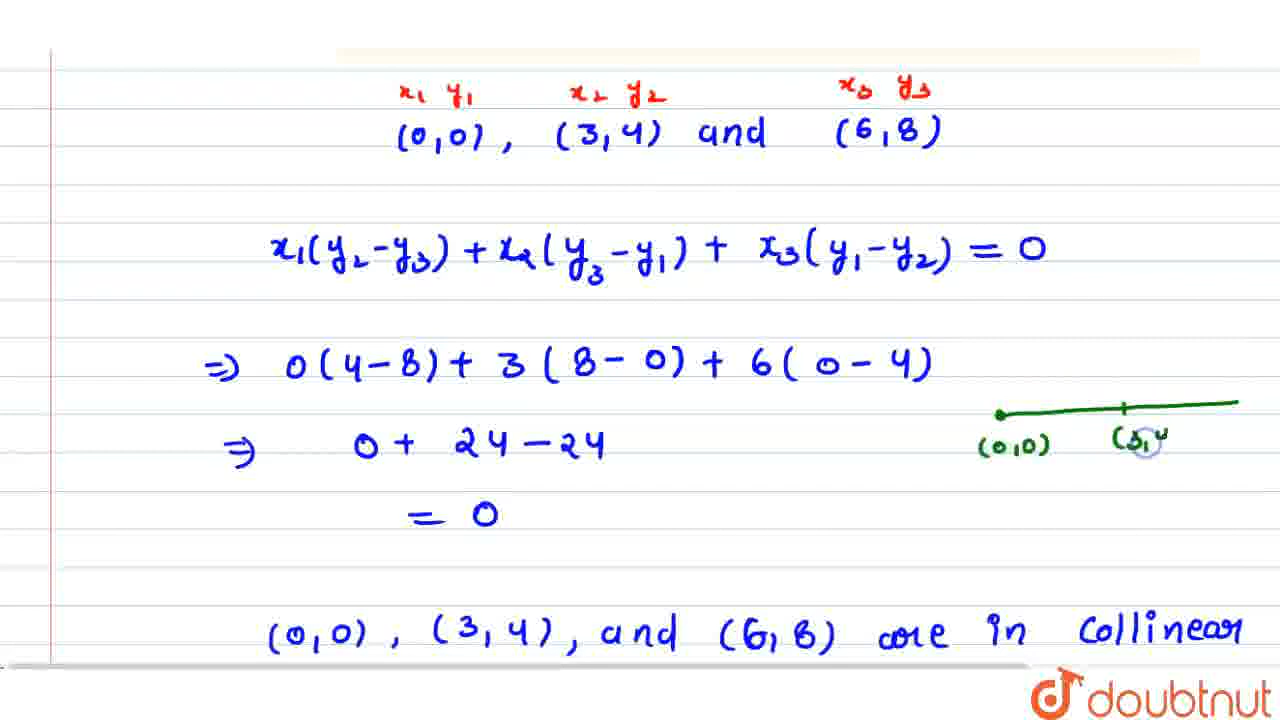 x1 y1 x2 y2 x3 y3
(0,0), (3,4) and (6,8)
x1(y2-y3)+x2(y3-y1)+ x3(y1-y2)=0
⇒ 0(4-8)+ 3(8-0)+ 6(0-4)
⇒ 0+ 24-24
(0,0) (3,4
= 0
(0,0), (3,4), and (6,8) are in Collinear
doubtnut